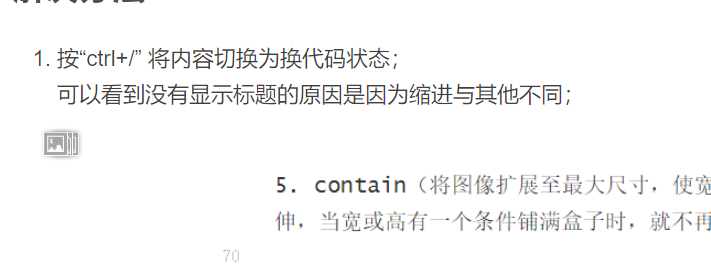 1. 按“ctrl+/” 将内容切换为换代码状态；
可以看到没有显示标题的原因是因为缩进与其他不同；
5. contain（将图像扩展至最大尺寸，使宽
伸，当宽或高有一个条件铺满盒子时，就不再
70